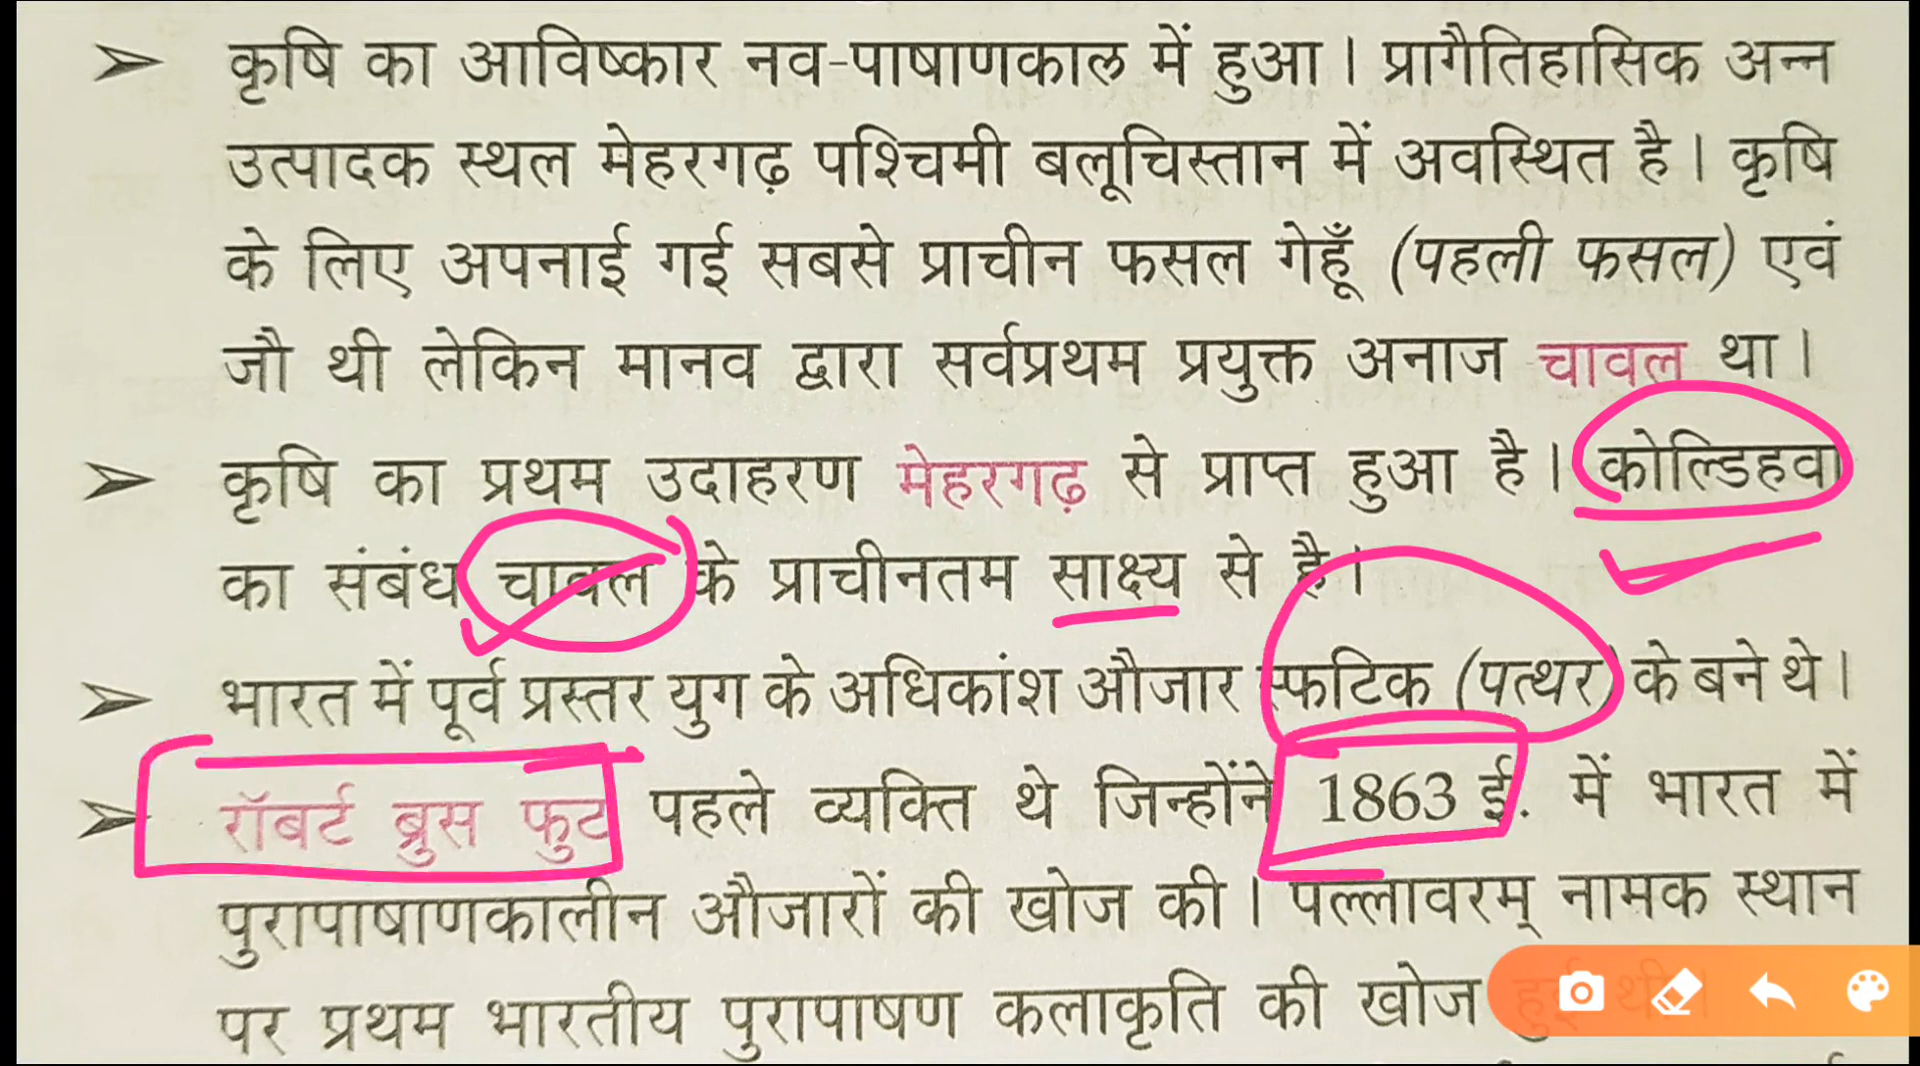 कृषि का आविष्कार नव-पाषाणकाल में हुआ। प्रागैतिहासिक अन्न
उत्पादक स्थल मेहरगढ़ पश्चिमी बलूचिस्तान में अवस्थित है। कृषि
के लिए अपनाई गई सबसे प्राचीन फसल गेहूँ (पहली फसल) एवं
जौ थी लेकिन मानव द्वारा सर्वप्रथम प्रयुक्त अनाज चावल था।
कृषि का प्रथम उदाहरण मेहरगढ़ से प्राप्त हुआ है। कोल्डिहवा
का संबंध चावल के प्राचीनतम साक्ष्य से है।
भारत में पूर्व प्रस्तर युग के अधिकांश औजार स्फटिक (पत्थर) के बने थे।
रॉबर्ट ब्रुस फुट पहले व्यक्ति थे जिन्होंने 1863 ई. में भारत में
पुरापाषाणकालीन औजारों की खोज की। पल्लावरम् नामक स्थान
पर प्रथम भारतीय पुरापाषण कलाकृति की खोज हुई थी।